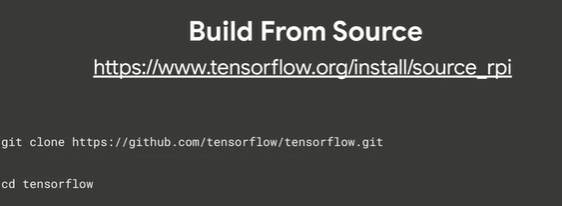 Build From Source
https://www.tensorflow.org/install/source_rpi
git clone https://github.com/tensorflow/tensorflow.git
cd tensorflow